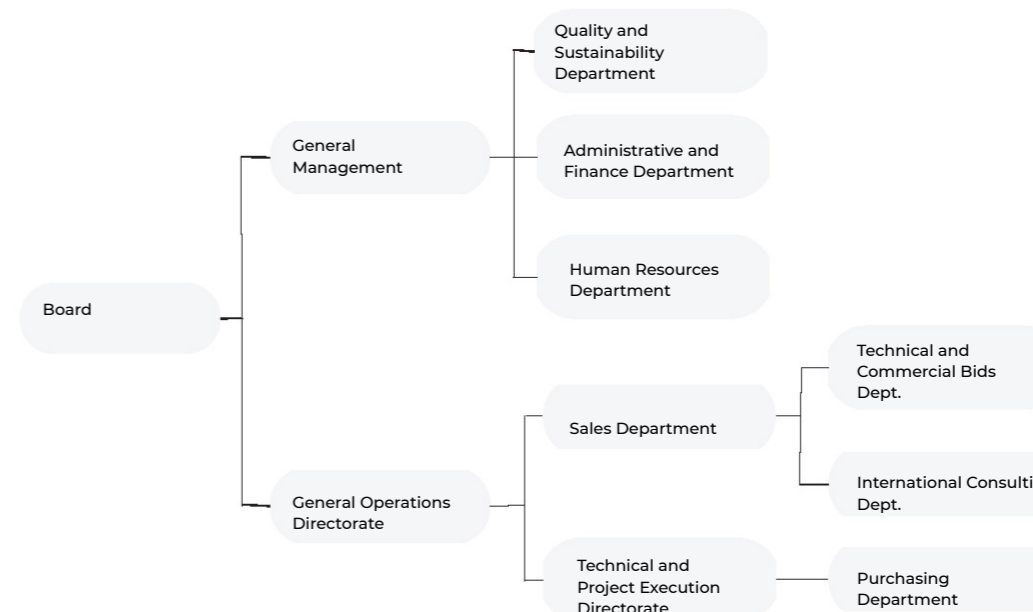 Quality and
Sustainability
Department
General
Management
Administrative and
Finance Department
Human Resources
Department
Board
Technical and
Commercial Bids
Dept.
Sales Department
International Consulti
Dept.
General Operations
Directorate
Technical and
Project Execution
Directorate
Purchasing
Department